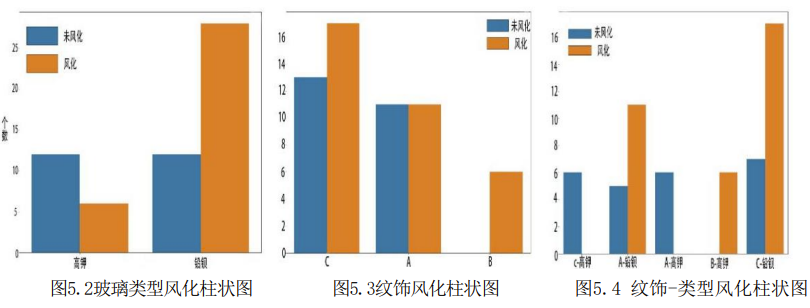 未风化
风化
个数
25
20
15
10
5
0
高钾
铅钡
图5.2玻璃类型风化柱状图
未风化
风化
16
14
12
10
8
6
4
2
0
C
A
B
图5.3纹饰风化柱状图
未风化
风化
16
14
12
10
8
6
4
2
0
c-高钾
A-铅钡
A-高钾
B-高钾
C-铅钡
图5.4 纹饰-类型风化柱状图